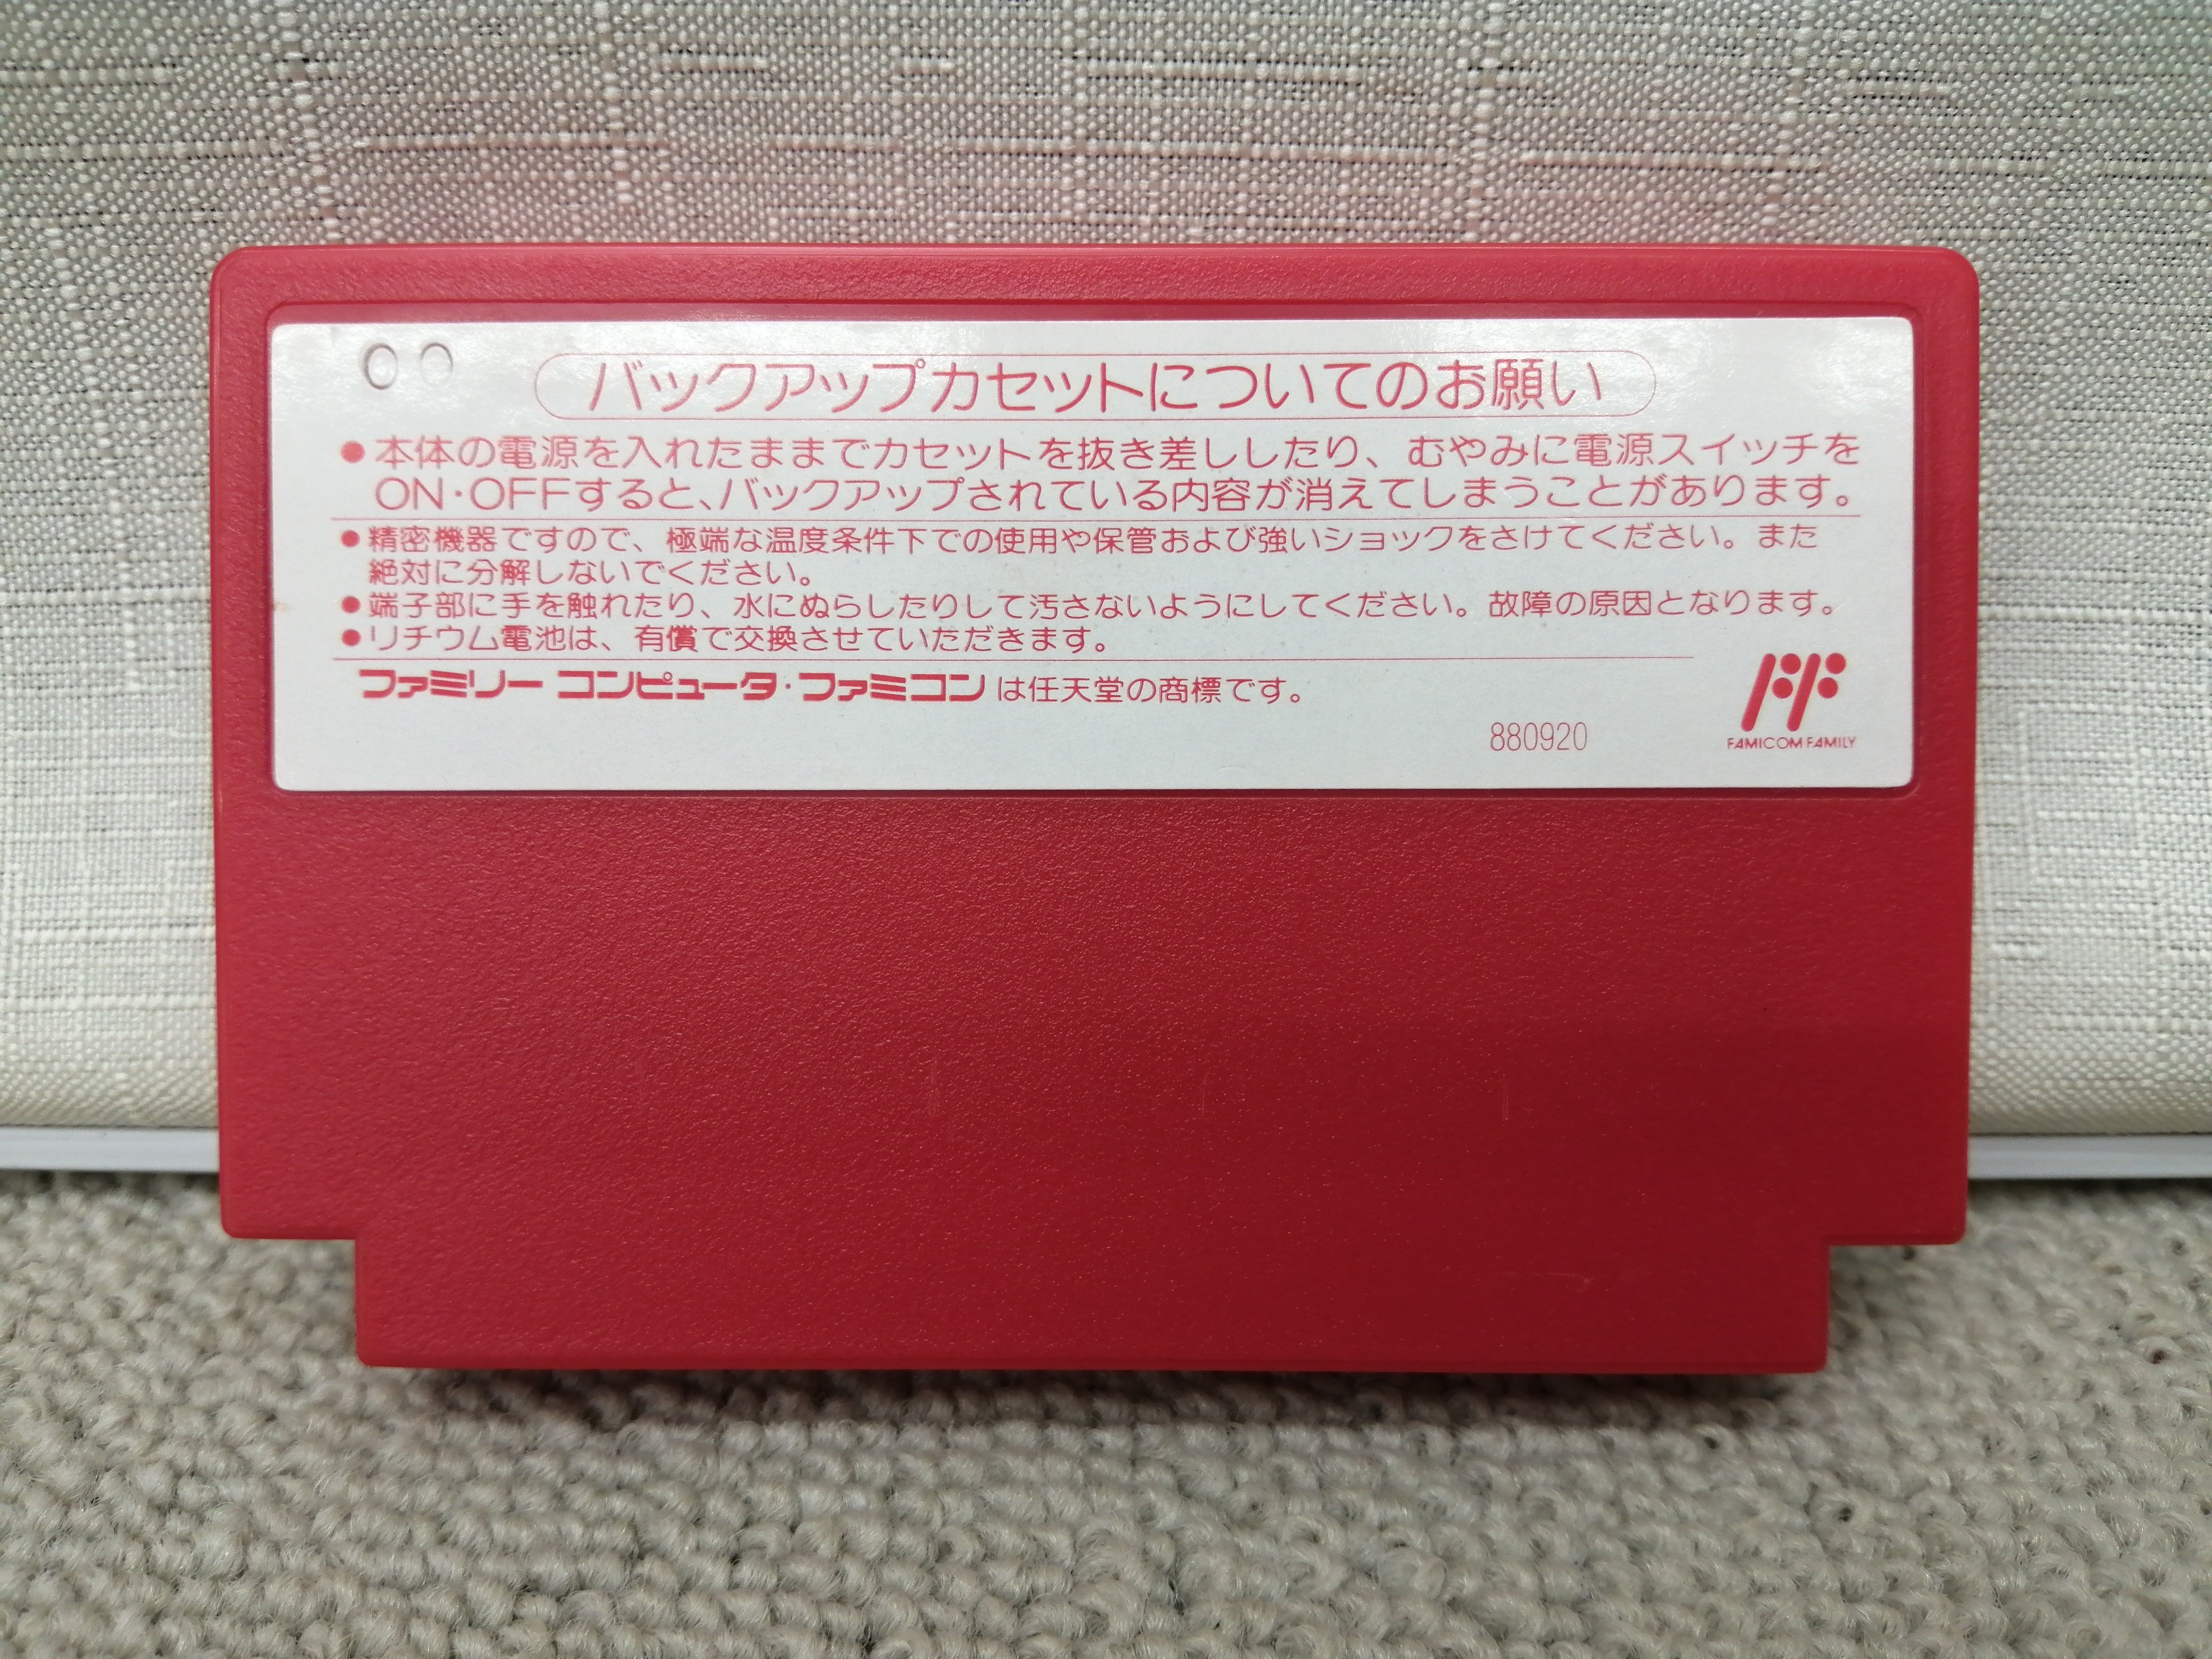 00
バックアップカセットについてのお願い
●本体の電源を入れたままでカセットを抜き差ししたり、むやみに電源スイッチを
ON・OFFすると、バックアップされている内容が消えてしまうことがあります。
●精密機器ですので、極端な温度条件下での使用や保管および強いショックをさけてください。また
絶対に分解しないでください。
●端子部に手を触れたり、水にぬらしたりして汚さないようにしてください。故障の原因となります。
●リチウム電池は、有償で交換させていただきます。
ファミリー コンピュータ・ファミコンは任天堂の商標です。
880920
FAMICOM FAMILY